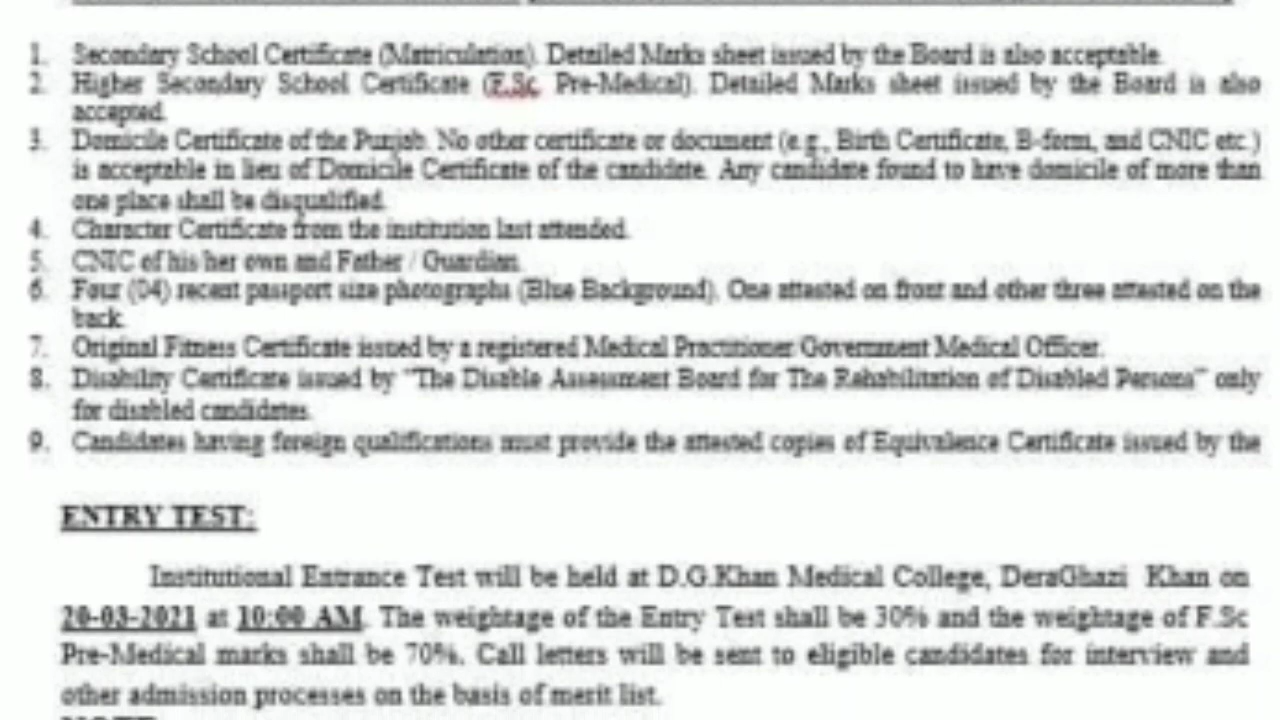 1. Secondary School Certificate (Matriculation). Detailed Marks sheet issued by the Board is also acceptable.
2. Higher Secondary School Certificate (F.Sc. Pre-Medical). Detailed Marks sheet issued by the Board is also
accepted.
3. Domicile Certificate of the Punjab. No other certificate or document (e.g., Birth Certificate, B-form, and CNIC etc.)
is acceptable in lieu of Domicile Certificate of the candidate. Any candidate found to have domicile of more than
one place shall be disqualified.
4. Character Certificate from the institution last attended.
5. CNIC of his/her own and Father / Guardian.
6. Four (04) recent passport size photographs (Blue Background). One attested on front and other three attested on the
back.
7. Original Fitness Certificate issued by a registered Medical Practitioner/Government Medical Officer.
8. Disability Certificate issued by "The Disable Assessment Board for The Rehabilitation of Disabled Persons" only
for disabled candidates.
9. Candidates having foreign qualifications must provide the attested copies of Equivalence Certificate issued by the
ENTRY TEST:
Institutional Entrance Test will be held at D.G.Khan Medical College, DeraGhazi Khan on
20-03-2021 at 10:00 AM. The weightage of the Entry Test shall be 30% and the weightage of F.Sc
Pre-Medical marks shall be 70%. Call letters will be sent to eligible candidates for interview and
other admission processes on the basis of merit list.